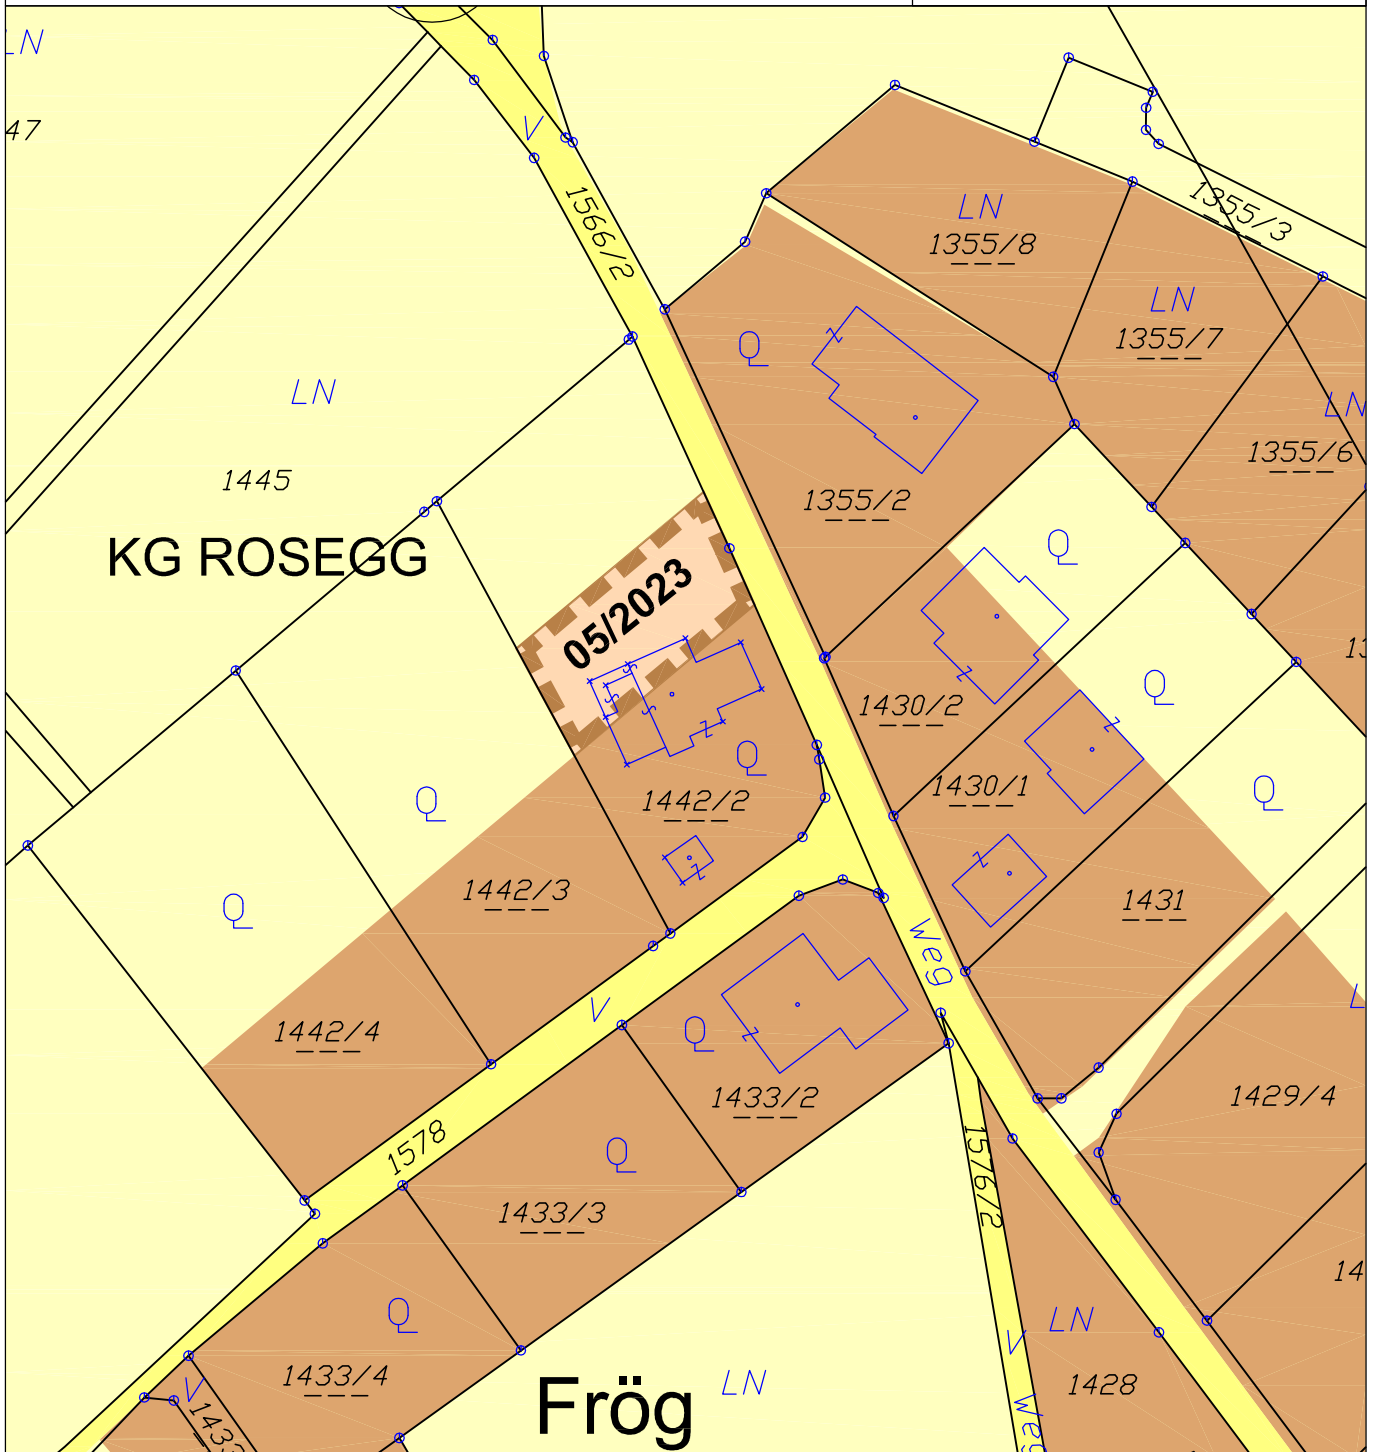 LN
47
V
1566/2
LN
1355/8
1355/3
LN
1355/7
Q
LN
1445
LN
1355/6
1355/2
KG ROSEGG
Q
05/2023
Q
1430/2
Q
1442/2
Q
1430/1
Q
1442/3
1431
Q
Weg
V
1442/4
Q
1433/2
1429/4
1578
Q
1576/2
1433/3
Q
LN
V
1433/4
LN
1428
V
Frög
Weg